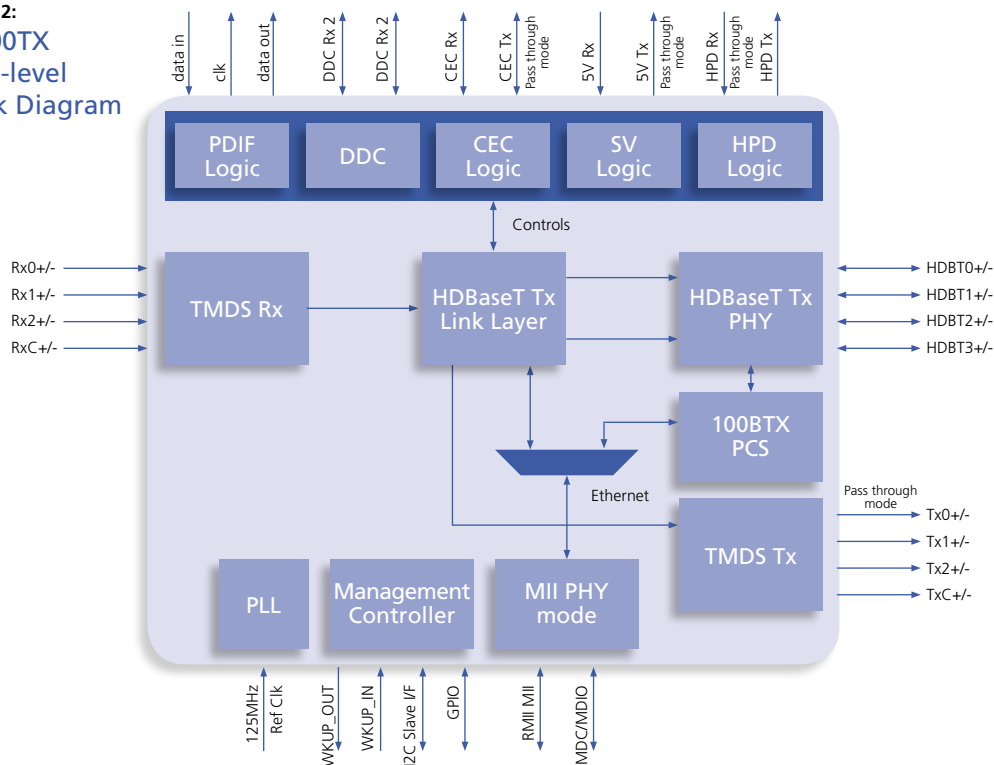 2:
00TX
-level
k Diagram
data in
clk
data out
DDC Rx 2
DDC Rx 2
CEC Rx
CEC Tx
Pass through
mode
5V Rx
5V Tx
Pass through
mode
HPD Rx
Pass through
mode
HPD Tx
PDIF
Logic
DDC
CEC
Logic
SV
Logic
HPD
Logic
Controls
Rx0+/-
Rx1+/-
Rx2+/-
RxC+/-
TMDS Rx
HDBaseT Tx
Link Layer
HDBaseT Tx
PHY
HDBT0+/-
HDBT1+/-
HDBT2+/-
HDBT3+/-
100BTX
PCS
Ethernet
Pass through
mode
Tx0+/-
Tx1+/-
Tx2+/-
TxC+/-
TMDS Tx
PLL
Management
Controller
MII PHY
mode
125MHz
Ref Clk
WKUP_OUT
WKUP_IN
I2C Slave I/F
GPIO
RMII MII
MDC/MDIO